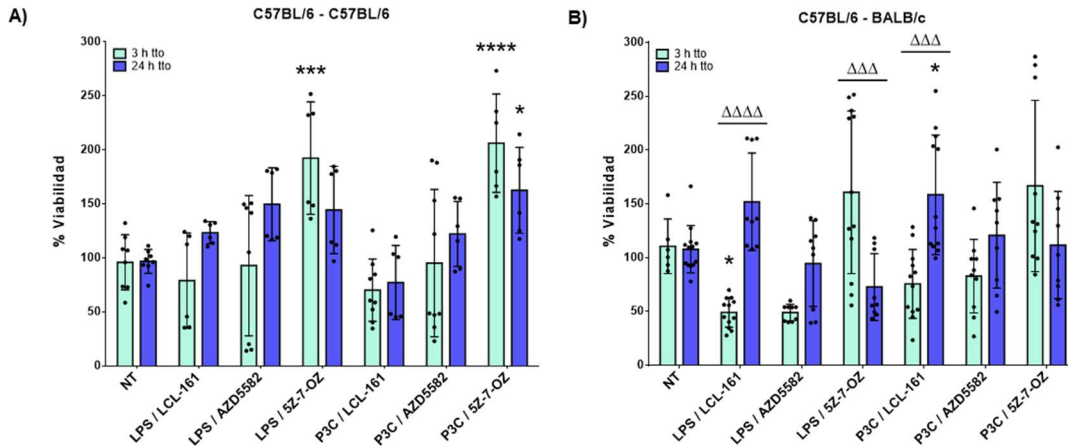 A)
C57BL/6 - C57BL/6
3 h tto
24 h tto
% Viabilidad
300
250
200
150
100
50
0
***
****
*
NT
LPS / LCL-161
LPS / AZD5582
LPS / 5Z-7-OZ
P3C / LCL-161
P3C / AZD5582
P3C / 5Z-7-OZ
B)
C57BL/6 - BALB/c
3 h tto
24 h tto
% Viabilidad
300
250
200
150
100
50
0
*
ΔΔΔΔ
ΔΔΔ
ΔΔΔ
*
NT
LPS / LCL-161
LPS / AZD5582
LPS / 5Z-7-OZ
P3C / LCL-161
P3C / AZD5582
P3C / 5Z-7-OZ